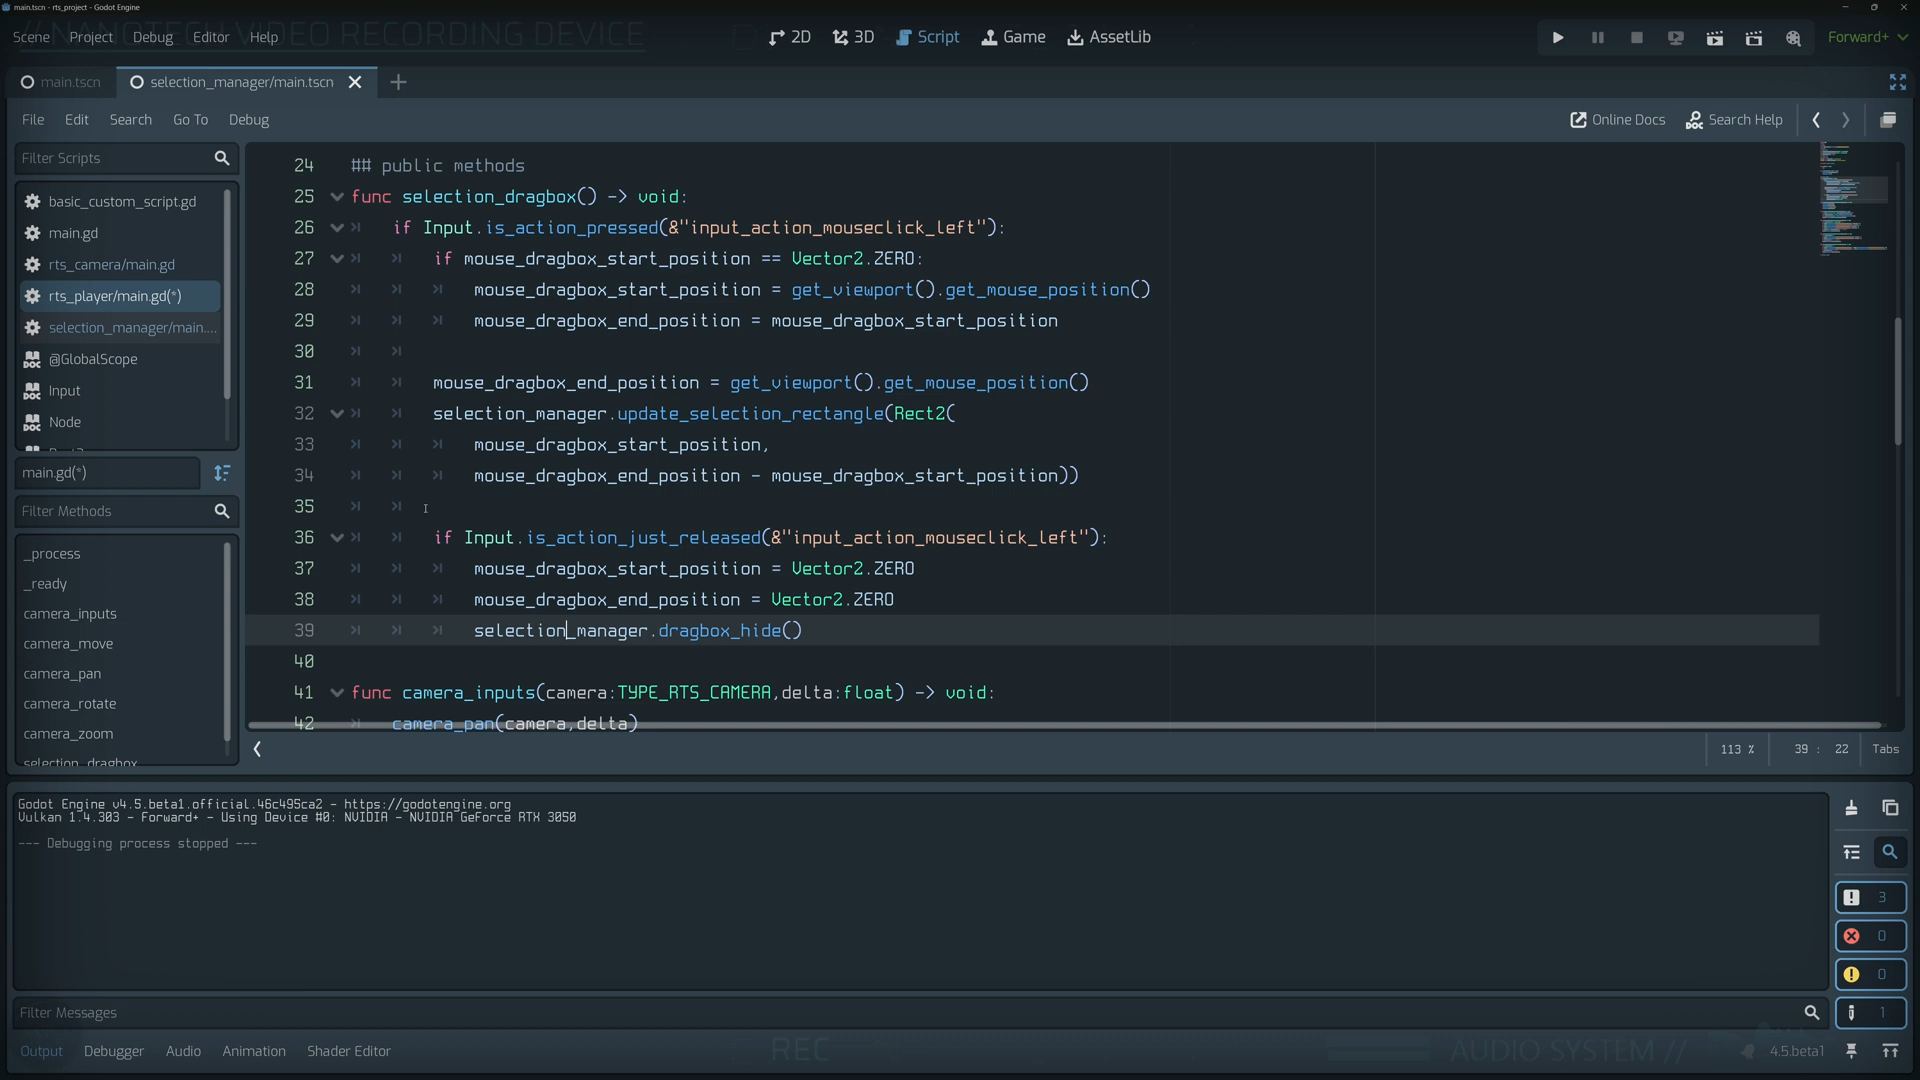 main.tscn - rts_project - Godot Engine
//NANOTECH VIDEO RECORDING DEVICE
Scene Project Debug Editor Help
2D 3D Script Game AssetLib
Forward+
main.tscn
selection_manager/main.tscn
File Edit Search Go To Debug
Online Docs Search Help
Filter Scripts
basic_custom_script.gd
main.gd
rts_camera/main.gd
rts_player/main.gd(*)
selection_manager/main....
@GlobalScope
Input
Node
main.gd(*)
Filter Methods
_process
_ready
camera_inputs
camera_move
camera_pan
camera_rotate
camera_zoom
selection_dragbox
24 ## public methods
25 func selection_dragbox() -> void:
26 if Input.is_action_pressed(&"input_action_mouseclick_left"):
27 if mouse_dragbox_start_position == Vector2.ZERO:
28 mouse_dragbox_start_position = get_viewport().get_mouse_position()
29 mouse_dragbox_end_position = mouse_dragbox_start_position
30
31 mouse_dragbox_end_position = get_viewport().get_mouse_position()
32 selection_manager.update_selection_rectangle(Rect2(
33 mouse_dragbox_start_position,
34 mouse_dragbox_end_position - mouse_dragbox_start_position))
35
36 if Input.is_action_just_released(&"input_action_mouseclick_left"):
37 mouse_dragbox_start_position = Vector2.ZERO
38 mouse_dragbox_end_position = Vector2.ZERO
39 selection_manager.dragbox_hide()
40
41 func camera_inputs(camera:TYPE_RTS_CAMERA,delta:float) -> void:
42 camera_pan(camera,delta)
113 % 39 : 22 Tabs
Godot Engine v4.5.beta1.official.46c495ca2 - https://godotengine.org
Vulkan 1.4.303 - Forward+ - Using Device #0: NVIDIA - NVIDIA GeForce RTX 3050
--- Debugging process stopped ---
3
0
0
1
Filter Messages
Output Debugger Audio Animation Shader Editor
REC
AUDIO SYSTEM //
4.5.beta1